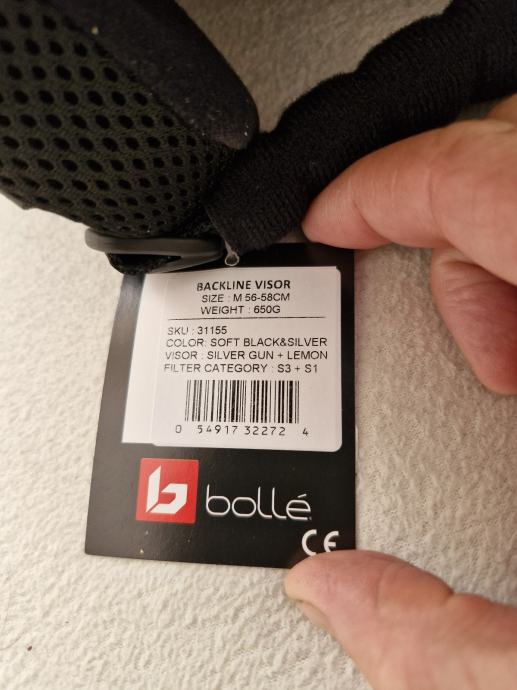 BACKLINE VISOR
SIZE : M 56-58CM
WEIGHT : 650G
SKU : 31155
COLOR: SOFT BLACK&SILVER
VISOR : SILVER GUN + LEMON
FILTER CATEGORY : S3 + S1
0 54917 32272 4
b bollé
CE